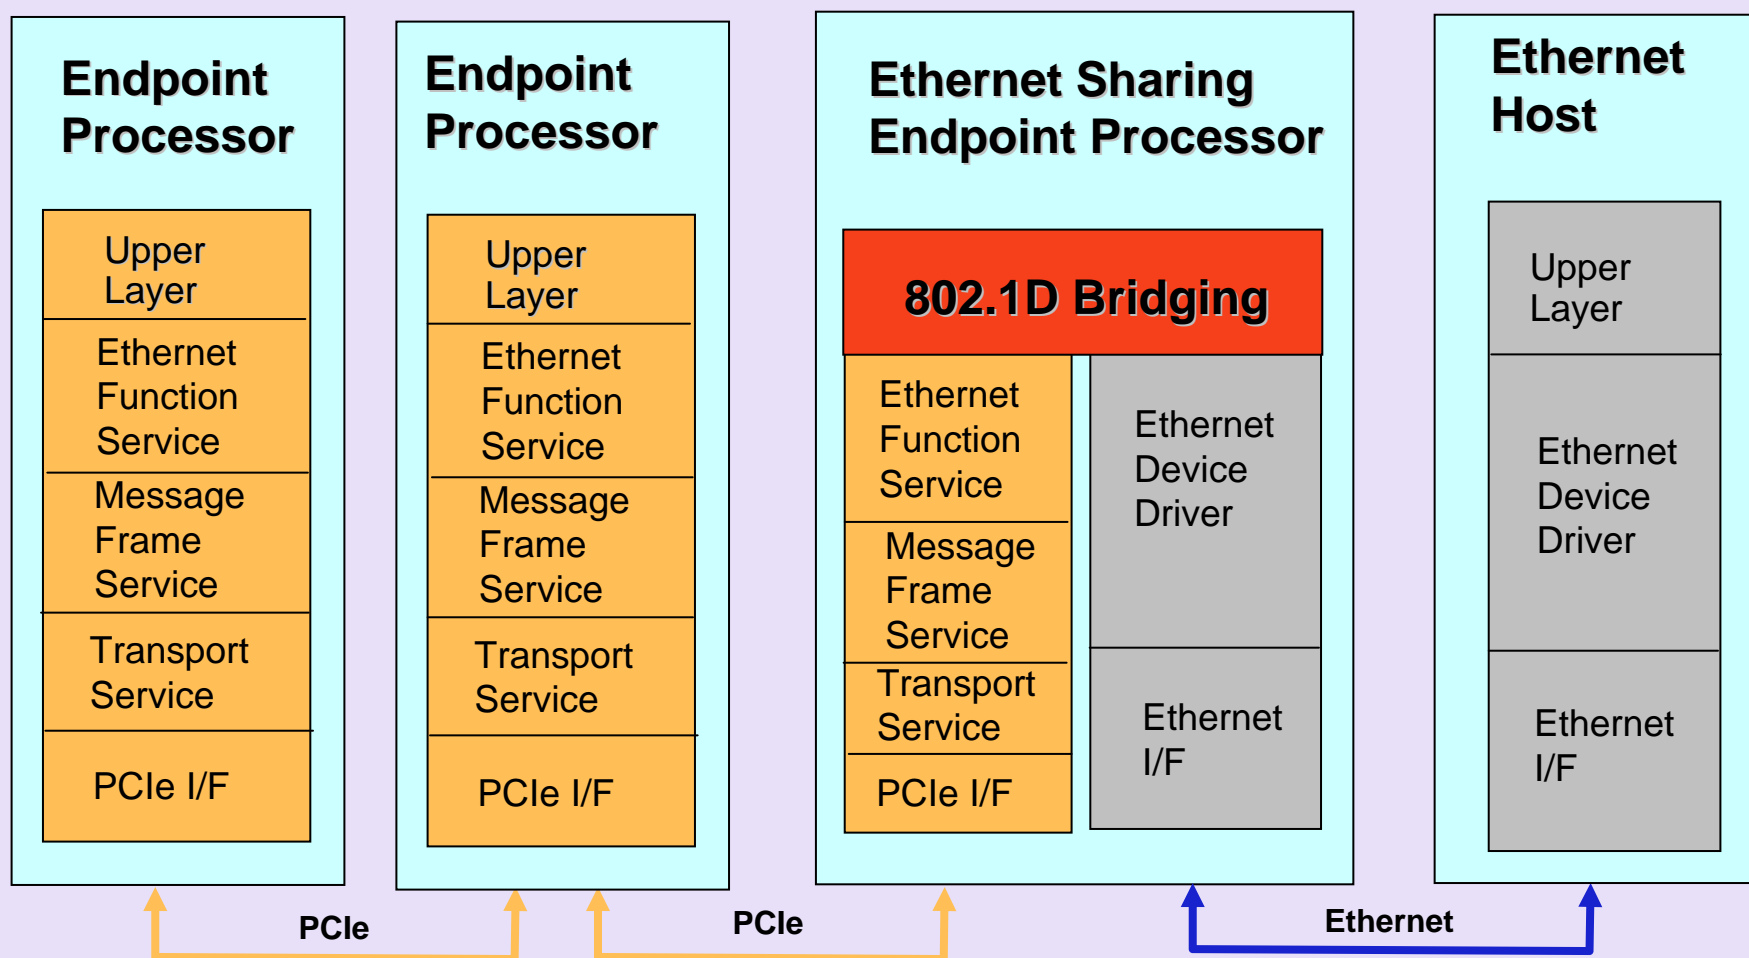 Endpoint
Processor
Upper
Layer
Ethernet
Function
Service
Message
Frame
Service
Transport
Service
PCIe I/F
Endpoint
Processor
Upper
Layer
Ethernet
Function
Service
Message
Frame
Service
Transport
Service
PCIe I/F
Ethernet Sharing
Endpoint Processor
802.1D Bridging
Ethernet
Function
Service
Message
Frame
Service
Transport
Service
PCIe I/F
Ethernet
Device
Driver
Ethernet
I/F
Ethernet
Host
Upper
Layer
Ethernet
Device
Driver
Ethernet
I/F
PCIe
PCIe
Ethernet